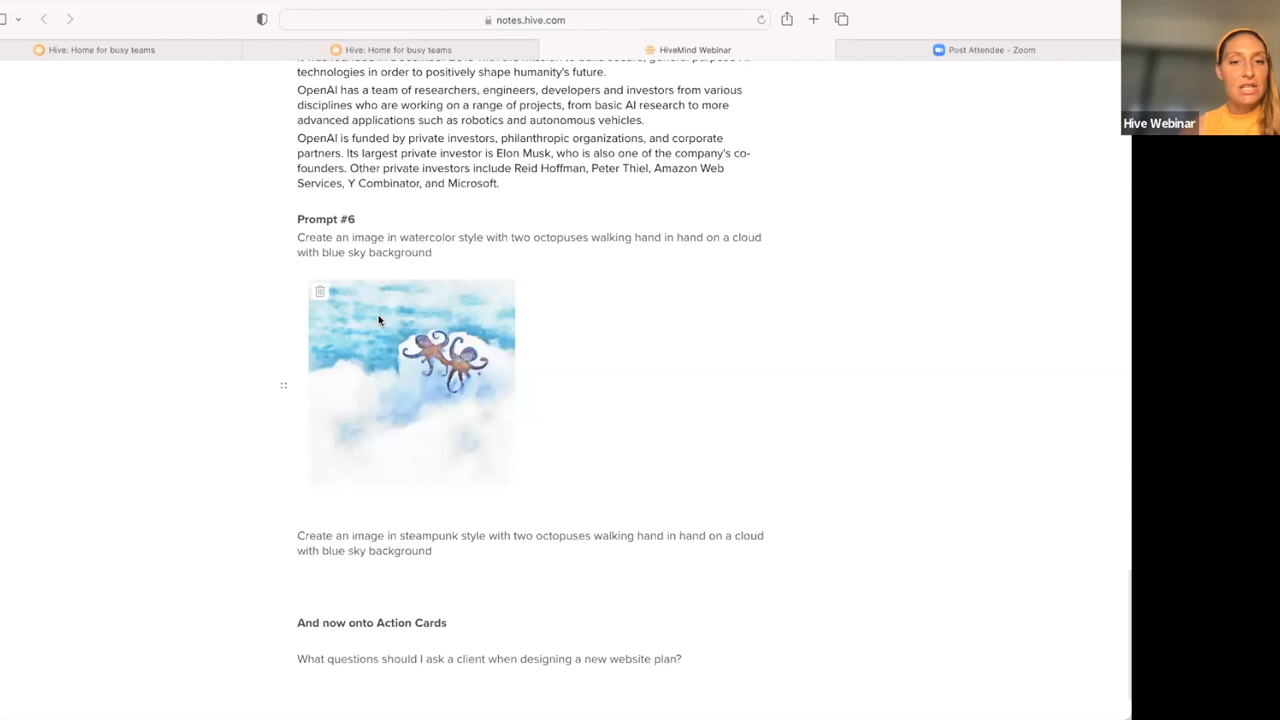 notes.hive.com
Hive: Home for busy teams
Hive: Home for busy teams
HiveMind Webinar
Post Attendee - Zoom
Hive Webinar
technologies in order to positively shape humanity's future.
OpenAI has a team of researchers, engineers, developers and investors from various
disciplines who are working on a range of projects, from basic AI research to more
advanced applications such as robotics and autonomous vehicles.
OpenAI is funded by private investors, philanthropic organizations, and corporate
partners. Its largest private investor is Elon Musk, who is also one of the company's co-
founders. Other private investors include Reid Hoffman, Peter Thiel, Amazon Web
Services, Y Combinator, and Microsoft.
Prompt #6
Create an image in watercolor style with two octopuses walking hand in hand on a cloud
with blue sky background
Create an image in steampunk style with two octopuses walking hand in hand on a cloud
with blue sky background
And now onto Action Cards
What questions should I ask a client when designing a new website plan?